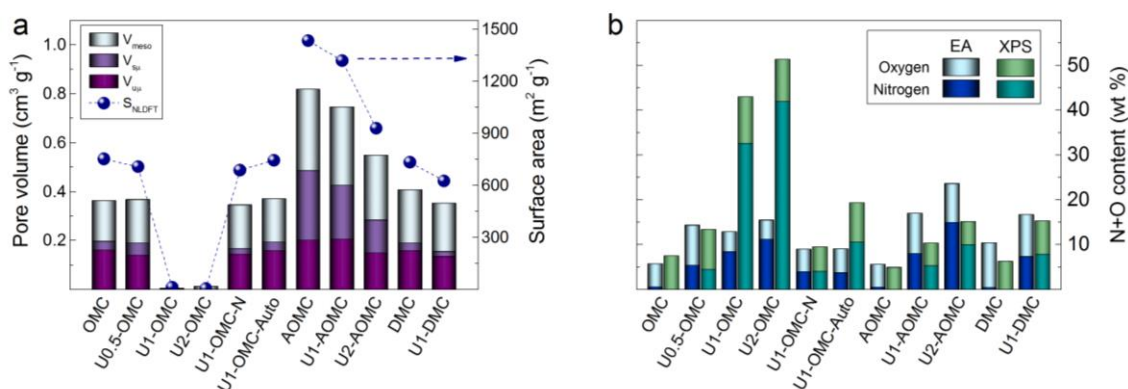 a
b
V meso
V sμ
V uμ
S NLDFT
Pore volume (cm³ g⁻¹)
1.0
0.8
0.6
0.4
0.2
Surface area (m² g⁻¹)
1500
1200
900
600
300
OMC
U0.5-OMC
U1-OMC
U2-OMC
U1-OMC-N
U1-OMC-Auto
AOMC
U1-AOMC
U2-AOMC
DMC
U1-DMC
EA XPS
Oxygen
Nitrogen
N+O content (wt %)
50
40
30
20
10
OMC
U0.5-OMC
U1-OMC
U2-OMC
U1-OMC-N
U1-OMC-Auto
AOMC
U1-AOMC
U2-AOMC
DMC
U1-DMC